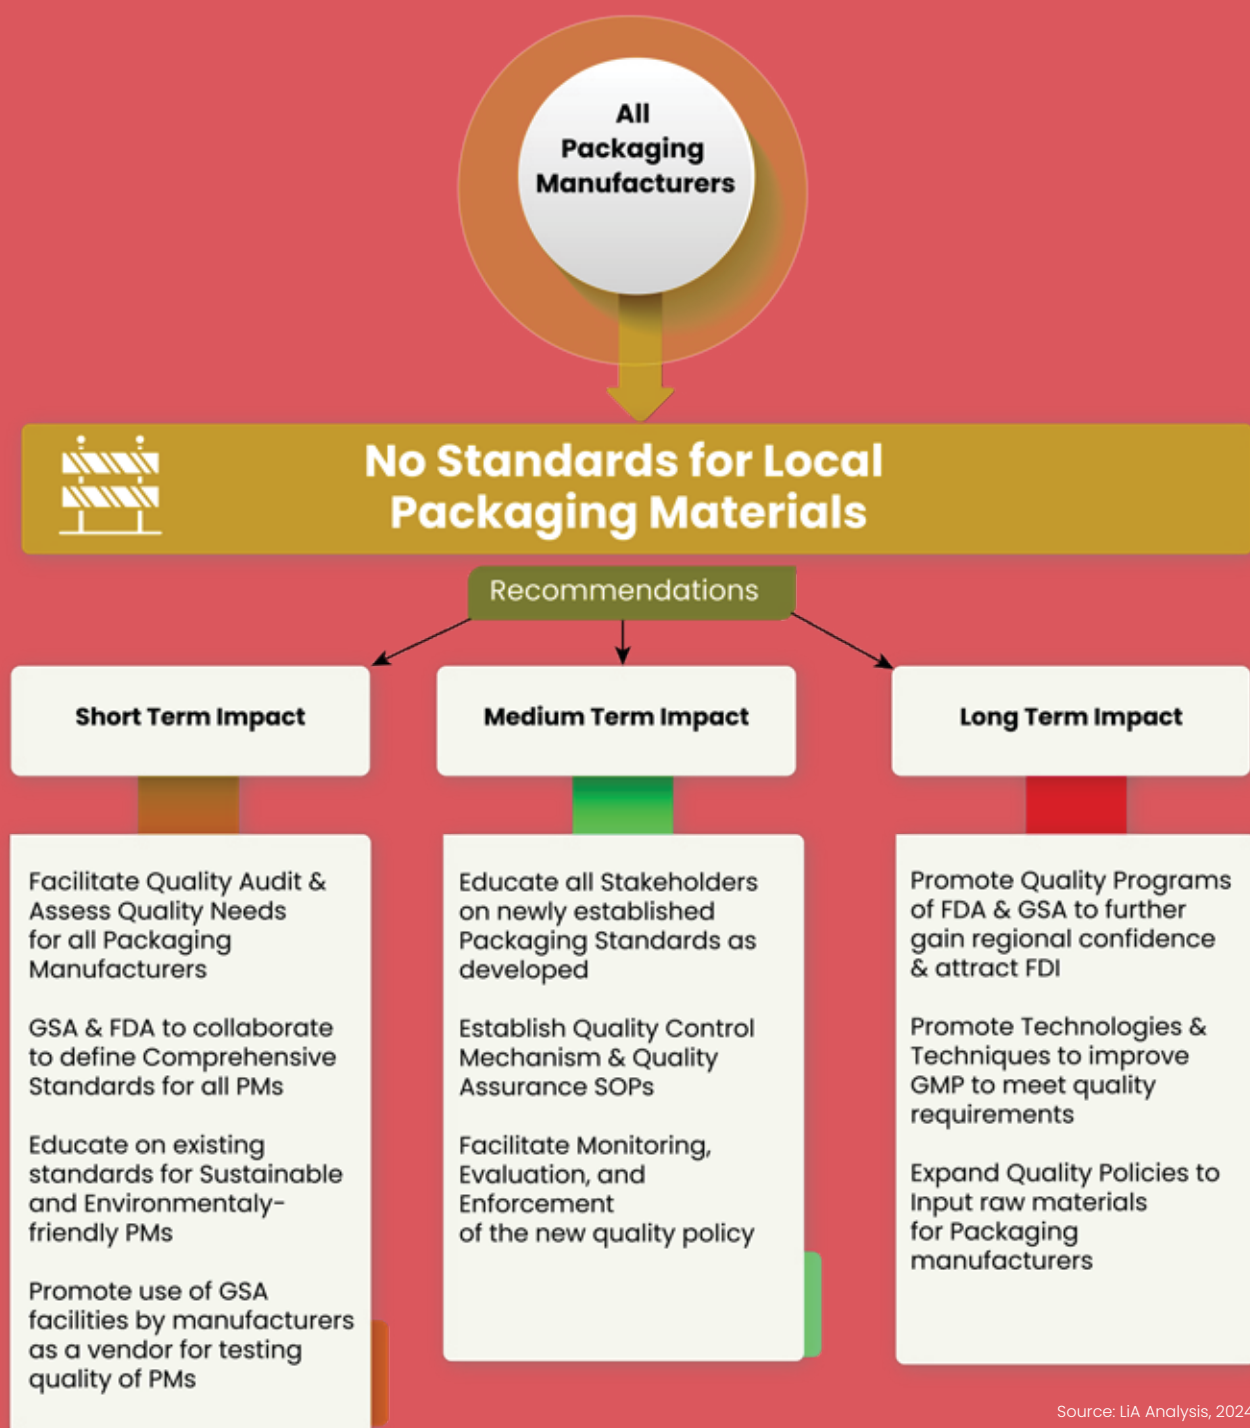 All
Packaging
Manufacturers
No Standards for Local
Packaging Materials
Recommendations
Short Term Impact
Medium Term Impact
Long Term Impact
Facilitate Quality Audit &
Assess Quality Needs
for all Packaging
Manufacturers
GSA & FDA to collaborate
to define Comprehensive
Standards for all PMs
Educate on existing
standards for Sustainable
and Environmentaly-
friendly PMs
Promote use of GSA
facilities by manufacturers
as a vendor for testing
quality of PMs
Educate all Stakeholders
on newly established
Packaging Standards as
developed
Establish Quality Control
Mechanism & Quality
Assurance SOPs
Facilitate Monitoring,
Evaluation, and
Enforcement
of the new quality policy
Promote Quality Programs
of FDA & GSA to further
gain regional confidence
& attract FDI
Promote Technologies &
Techniques to improve
GMP to meet quality
requirements
Expand Quality Policies to
Input raw materials
for Packaging
manufacturers
Source: LiA Analysis, 2024